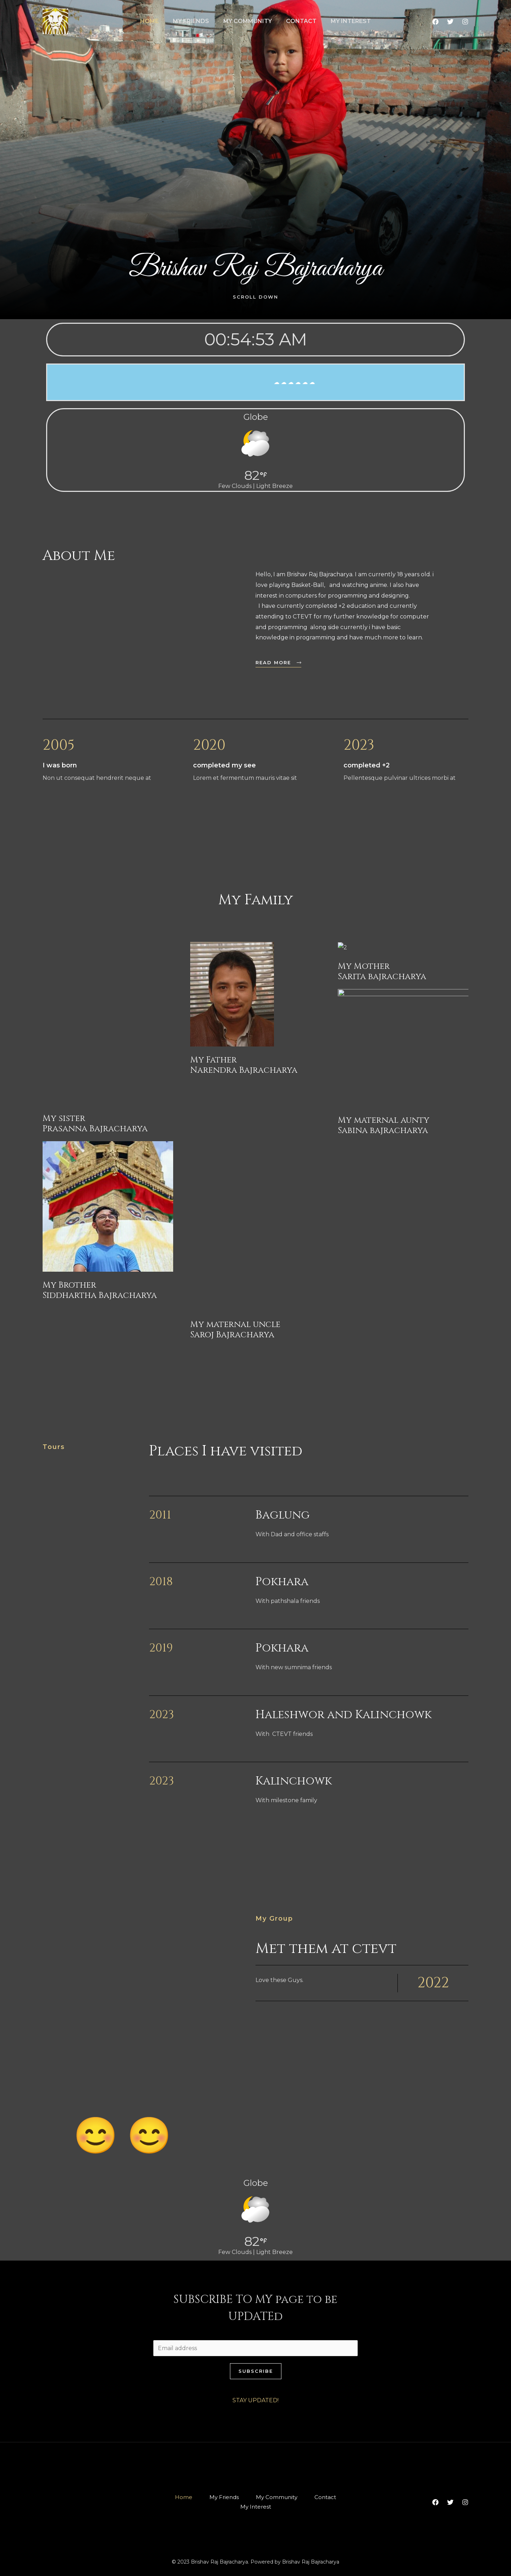 HOME MY FRIENDS MY COMMUNITY CONTACT MY INTEREST
Brishav Raj Bajracharya
SCROLL DOWN
00:54:53 AM
Globe
82°F
Few Clouds | Light Breeze
About Me
Hello, I am Brishav Raj Bajracharya. I am currently 18 years old. i
love playing Basket-Ball, and watching anime. I also have
interest in computers for programming and designing.
I have currently completed +2 education and currently
attending to CTEVT for my further knowledge for computer
and programming along side currently i have basic
knowledge in programming and have much more to learn.
READ MORE →
2005
I was born
Non ut consequat hendrerit neque at
2020
completed my see
Lorem et fermentum mauris vitae sit
2023
completed +2
Pellentesque pulvinar ultrices morbi at
My Family
My Father
Narendra Bajracharya
2
My Mother
Sarita bajracharya
My sister
Prasanna Bajracharya
My maternal aunty
Sabina bajracharya
My Brother
Siddhartha Bajracharya
My maternal uncle
Saroj Bajracharya
Tours
Places I have visited
2011
Baglung
With Dad and office staffs
2018
Pokhara
With pathshala friends
2019
Pokhara
With new sumnima friends
2023
Haleshwor and Kalinchowk
With CTEVT friends
2023
Kalinchowk
With milestone family
My Group
Met them at ctevt
Love these Guys.
2022
Globe
82°F
Few Clouds | Light Breeze
SUBSCRIBE TO MY page to be
UPDATEd
Email address
SUBSCRIBE
STAY UPDATED!
Home My Friends My Community Contact
My Interest
© 2023 Brishav Raj Bajracharya. Powered by Brishav Raj Bajracharya